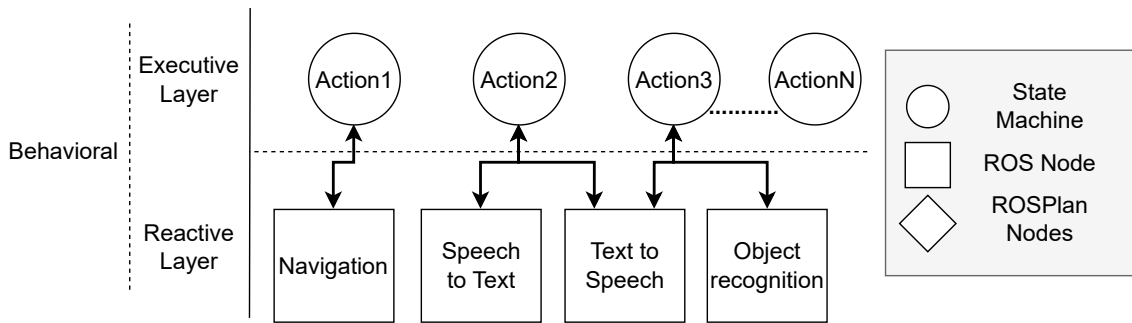 Behavioral
Executive
Layer
Action1
Action2
Action3
ActionN
Reactive
Layer
Navigation
Speech
to Text
Text to
Speech
Object
recognition
State
Machine
ROS Node
ROSPlan
Nodes